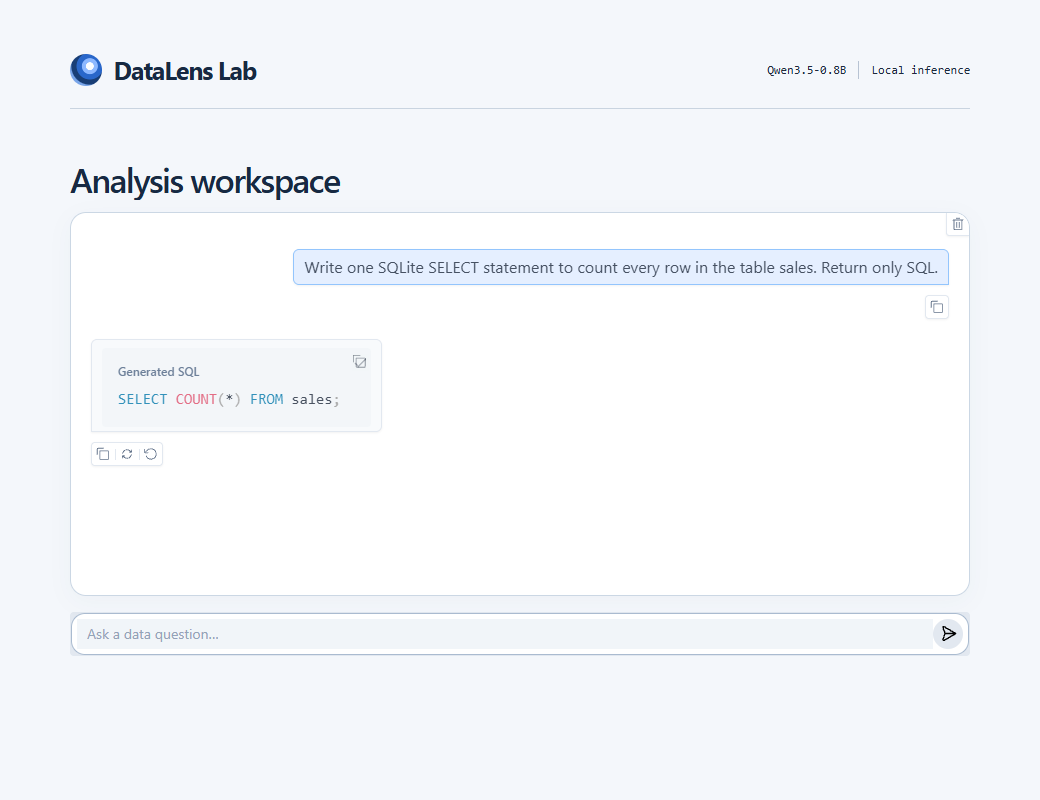 DataLens Lab
Qwen3.5-0.8B
Local inference
Analysis workspace
Write one SQLite SELECT statement to count every row in the table sales. Return only SQL.
Generated SQL
SELECT COUNT(*) FROM sales;
Ask a data question...